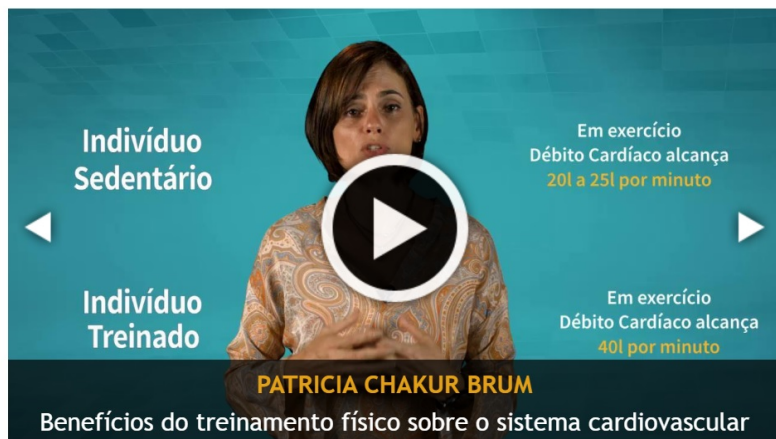 Indivíduo
Sedentário
Em exercício
Débito Cardíaco alcança
20l a 25l por minuto
Indivíduo
Treinado
Em exercício
Débito Cardíaco alcança
40l por minuto
PATRICIA CHAKUR BRUM
Benefícios do treinamento físico sobre o sistema cardiovascular